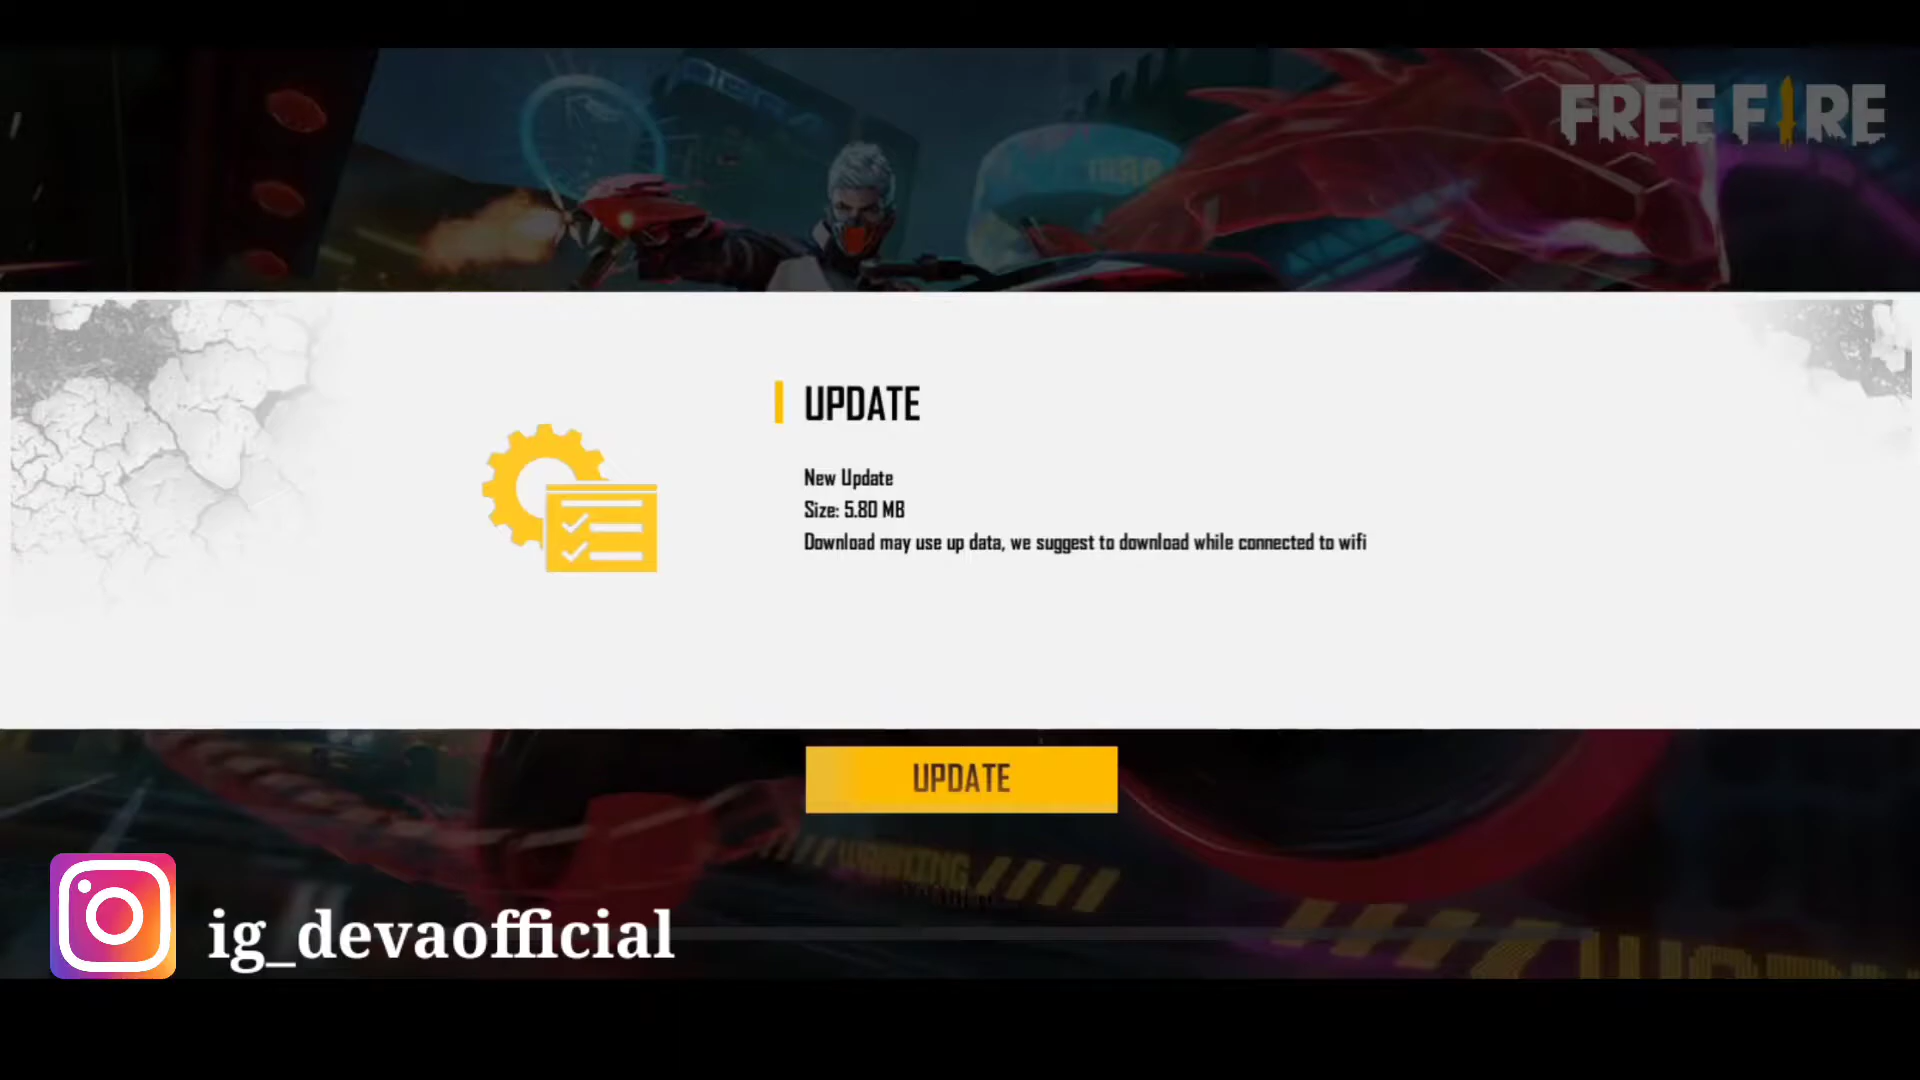 FREE FIRE
UPDATE
New Update
Size: 5.80 MB
Download may use up data, we suggest to download while connected to wifi
UPDATE
WARNING
ig_devaofficial